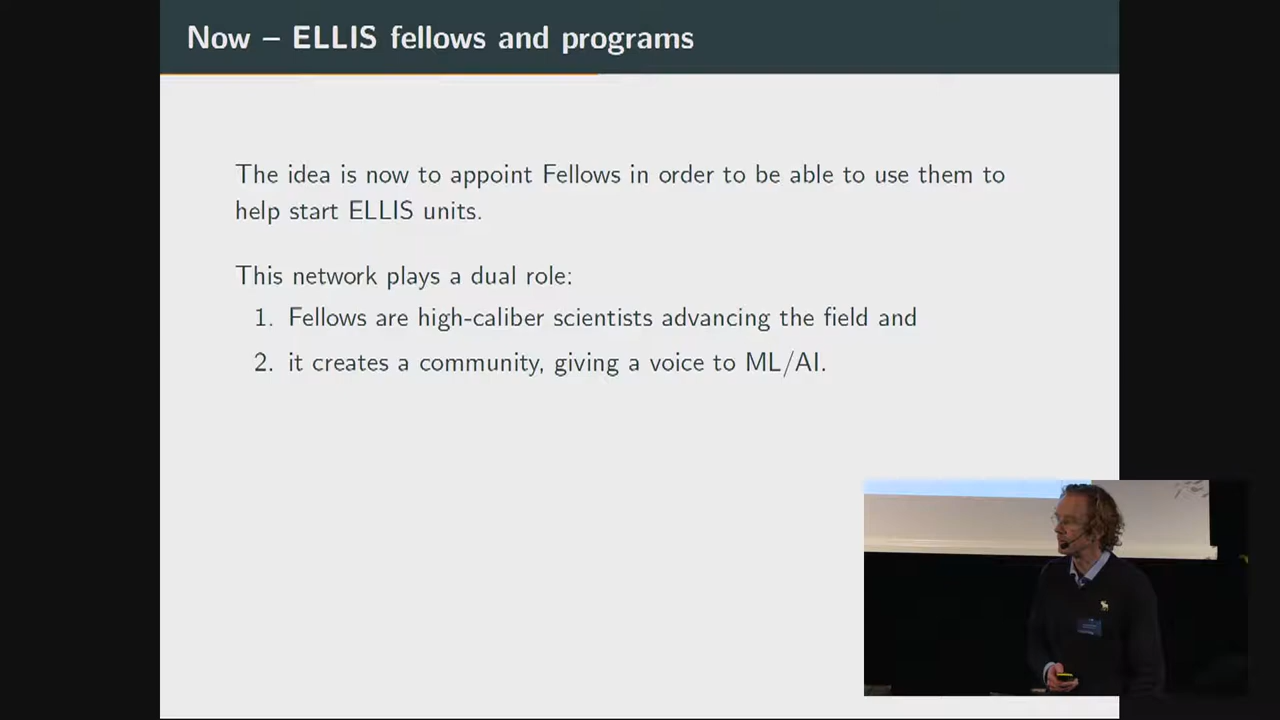 Now – ELLIS fellows and programs
The idea is now to appoint Fellows in order to be able to use them to
help start ELLIS units.
This network plays a dual role:
1. Fellows are high-caliber scientists advancing the field and
2. it creates a community, giving a voice to ML/AI.